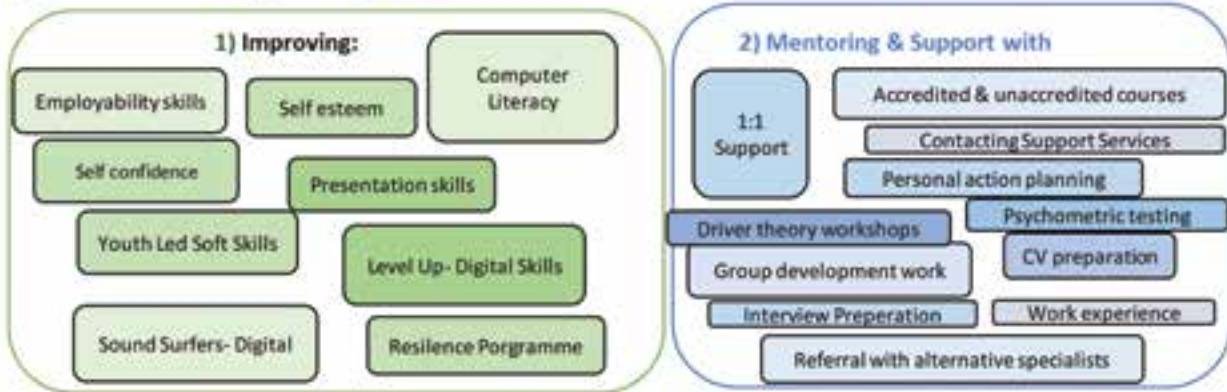 1) Improving:
Employability skills
Self esteem
Computer
Literacy
Self confidence
Presentation skills
Youth Led Soft Skills
Level Up- Digital Skills
Sound Surfers- Digital
Resilence Porgramme
2) Mentoring & Support with
1:1
Support
Accredited & unaccredited courses
Contacting Support Services
Personal action planning
Psychometric testing
Driver theory workshops
CV preparation
Group development work
Interview Preperation
Work experience
Referral with alternative specialists